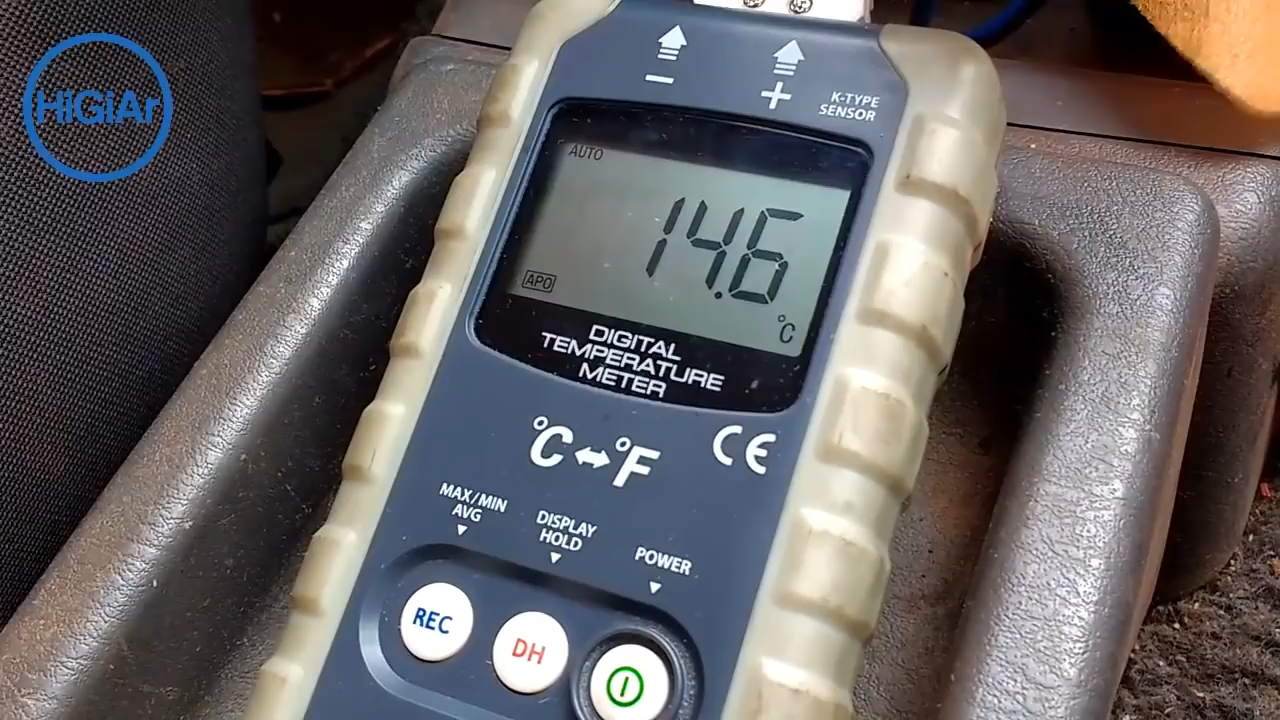 HiGiAr
− +
K-TYPE
SENSOR
AUTO
14.6
APO
°C
DIGITAL
TEMPERATURE
METER
°C ↔ °F
CE
MAX/MIN
AVG
DISPLAY
HOLD
POWER
REC
DH